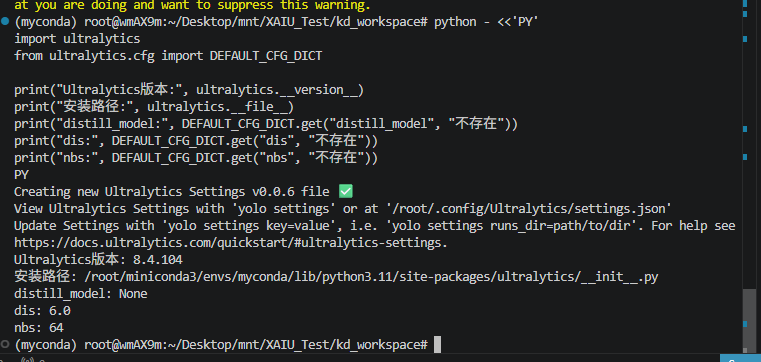 at you are doing and want to suppress this warning.
(myconda) root@wmAX9m:~/Desktop/mnt/XAIU_Test/kd_workspace# python - <<'PY'
import ultralytics
from ultralytics.cfg import DEFAULT_CFG_DICT
print("Ultralytics版本:", ultralytics.__version__)
print("安装路径:", ultralytics.__file__)
print("distill_model:", DEFAULT_CFG_DICT.get("distill_model", "不存在"))
print("dis:", DEFAULT_CFG_DICT.get("dis", "不存在"))
print("nbs:", DEFAULT_CFG_DICT.get("nbs", "不存在"))
PY
Creating new Ultralytics Settings v0.0.6 file ✅
View Ultralytics Settings with 'yolo settings' or at '/root/.config/Ultralytics/settings.json'
Update Settings with 'yolo settings key=value', i.e. 'yolo settings runs_dir=path/to/dir'. For help see
https://docs.ultralytics.com/quickstart/#ultralytics-settings.
Ultralytics版本: 8.4.104
安装路径: /root/miniconda3/envs/myconda/lib/python3.11/site-packages/ultralytics/__init__.py
distill_model: None
dis: 6.0
nbs: 64
(myconda) root@wmAX9m:~/Desktop/mnt/XAIU_Test/kd_workspace#